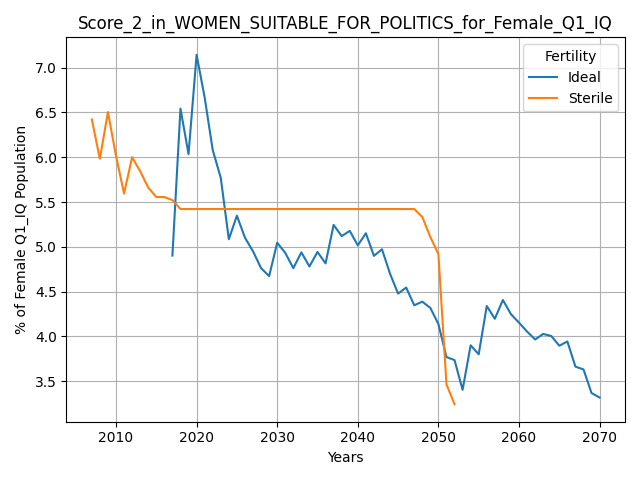 Score_2_in_WOMEN_SUITABLE_FOR_POLITICS_for_Female_Q1_IQ
Fertility
Ideal
Sterile
% of Female Q1_IQ Population
7.0
6.5
6.0
5.5
5.0
4.5
4.0
3.5
2010 2020 2030 2040 2050 2060 2070
Years